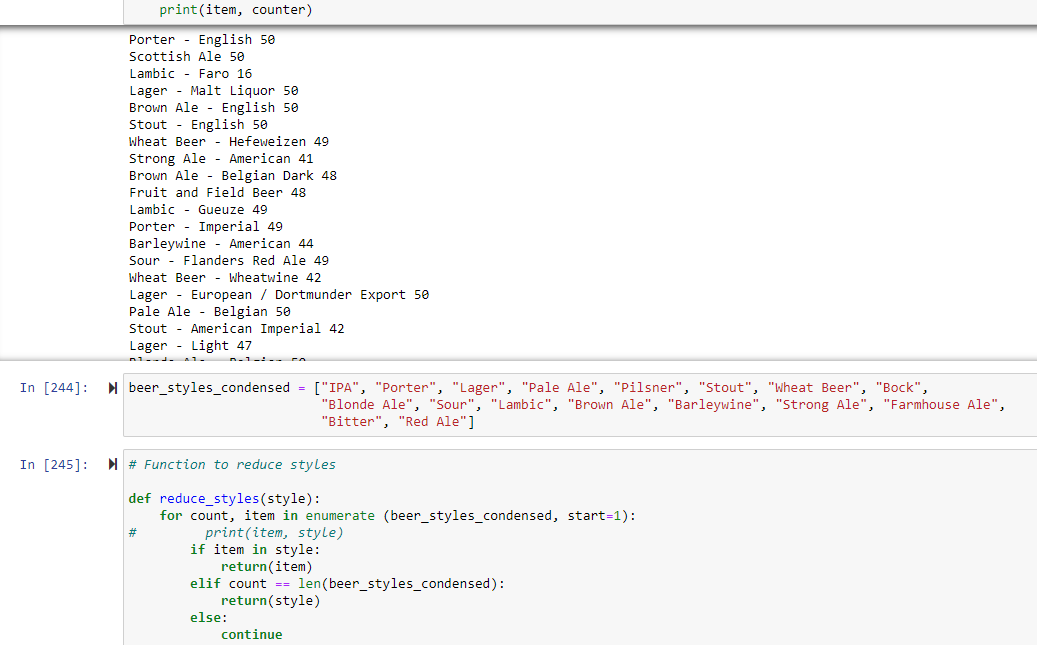 print(item, counter)
Porter - English 50
Scottish Ale 50
Lambic - Faro 16
Lager - Malt Liquor 50
Brown Ale - English 50
Stout - English 50
Wheat Beer - Hefeweizen 49
Strong Ale - American 41
Brown Ale - Belgian Dark 48
Fruit and Field Beer 48
Lambic - Gueuze 49
Porter - Imperial 49
Barleywine - American 44
Sour - Flanders Red Ale 49
Wheat Beer - Wheatwine 42
Lager - European / Dortmunder Export 50
Pale Ale - Belgian 50
Stout - American Imperial 42
Lager - Light 47
Blonde Ale - Belgian 50
In [244]: beer_styles_condensed = ["IPA", "Porter", "Lager", "Pale Ale", "Pilsner", "Stout", "Wheat Beer", "Bock",
"Blonde Ale", "Sour", "Lambic", "Brown Ale", "Barleywine", "Strong Ale", "Farmhouse Ale",
"Bitter", "Red Ale"]
In [245]: # Function to reduce styles
def reduce_styles(style):
for count, item in enumerate (beer_styles_condensed, start=1):
# print(item, style)
if item in style:
return(item)
elif count == len(beer_styles_condensed):
return(style)
else:
continue